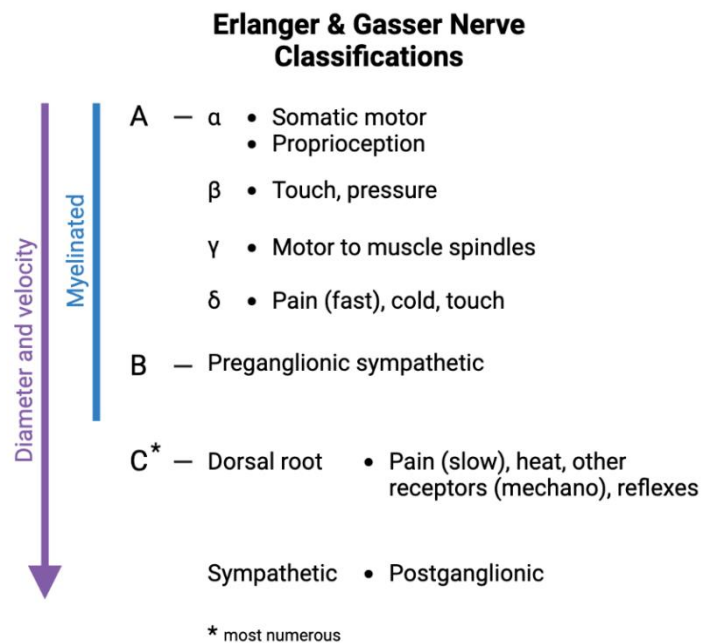 Erlanger & Gasser Nerve
Classifications
Diameter and velocity
Myelinated
A — α • Somatic motor
• Proprioception
β • Touch, pressure
γ • Motor to muscle spindles
δ • Pain (fast), cold, touch
B — Preganglionic sympathetic
C* — Dorsal root • Pain (slow), heat, other
receptors (mechano), reflexes
Sympathetic • Postganglionic
* most numerous